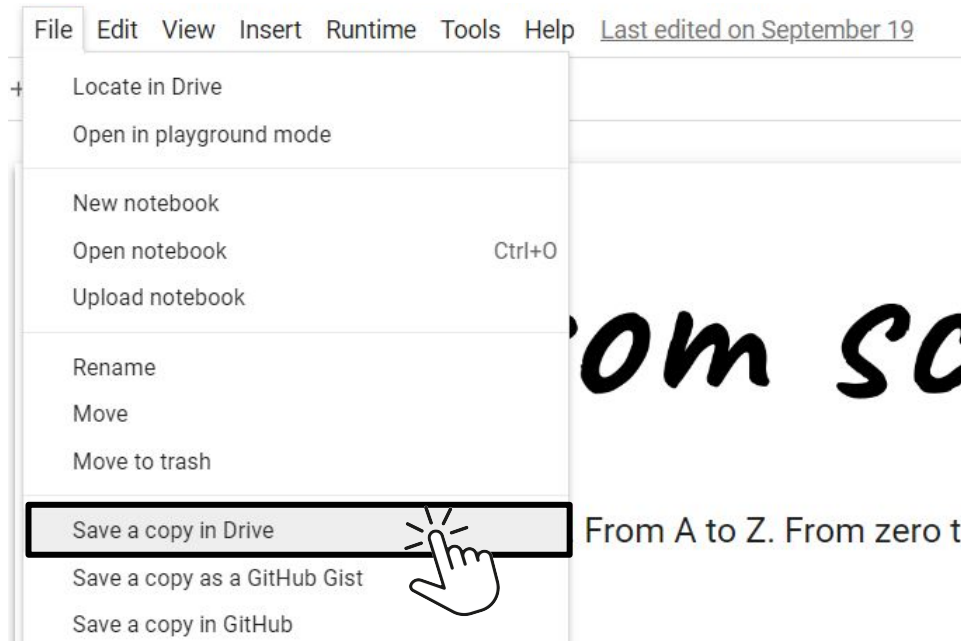 File Edit View Insert Runtime Tools Help Last edited on September 19
+
Locate in Drive
Open in playground mode
New notebook
Open notebook Ctrl+O
Upload notebook
om sc
Rename
Move
Move to trash
Save a copy in Drive
From A to Z. From zero t
Save a copy as a GitHub Gist
Save a copy in GitHub